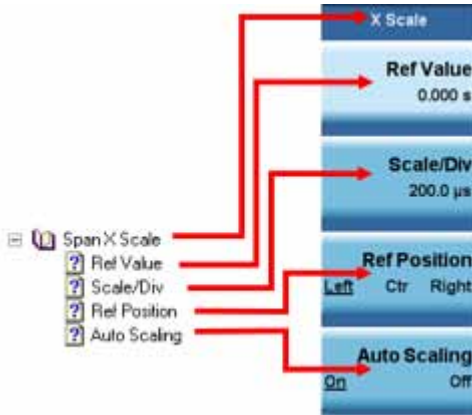 X Scale
Ref Value
0.000 s
Scale/Div
200.0 µs
Ref Position
Left Ctr Right
Auto Scaling
On Off
Span X Scale
Ref Value
Scale/Div
Ref Position
Auto Scaling